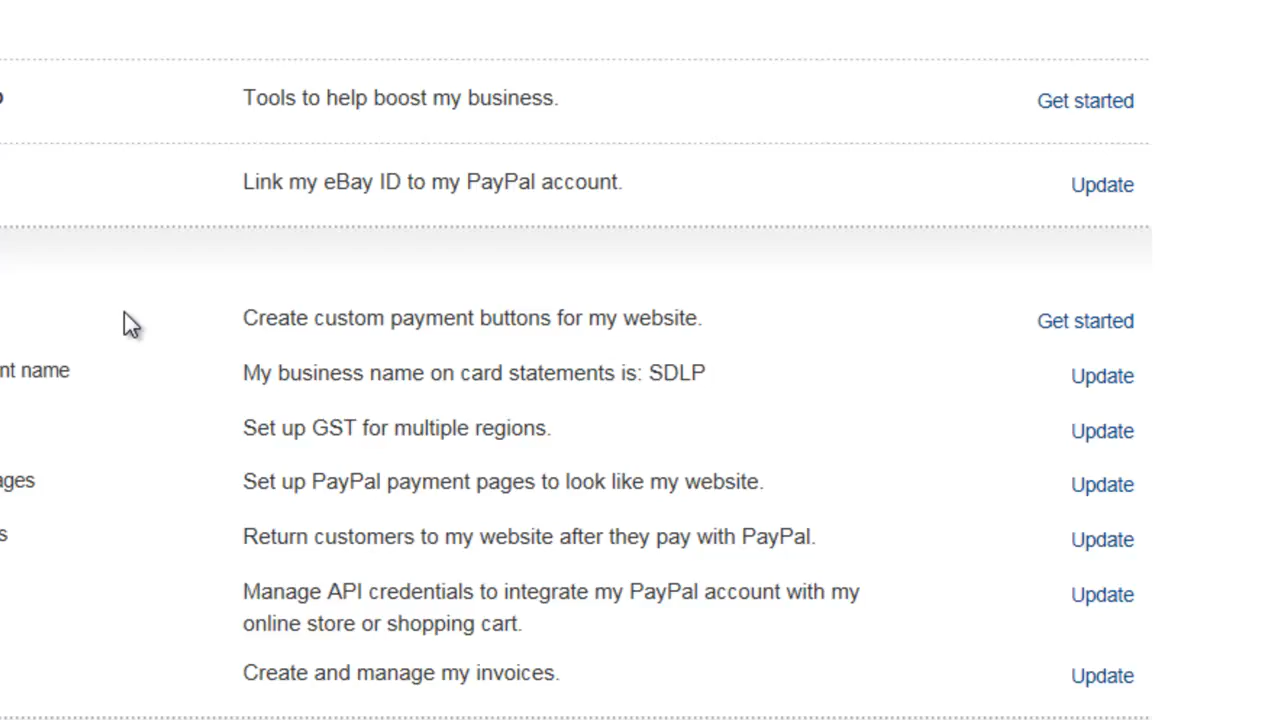 Tools to help boost my business.
Get started
Link my eBay ID to my PayPal account.
Update
Create custom payment buttons for my website.
Get started
nt name
My business name on card statements is: SDLP
Update
Set up GST for multiple regions.
Update
ages
Set up PayPal payment pages to look like my website.
Update
s
Return customers to my website after they pay with PayPal.
Update
Manage API credentials to integrate my PayPal account with my
online store or shopping cart.
Update
Create and manage my invoices.
Update